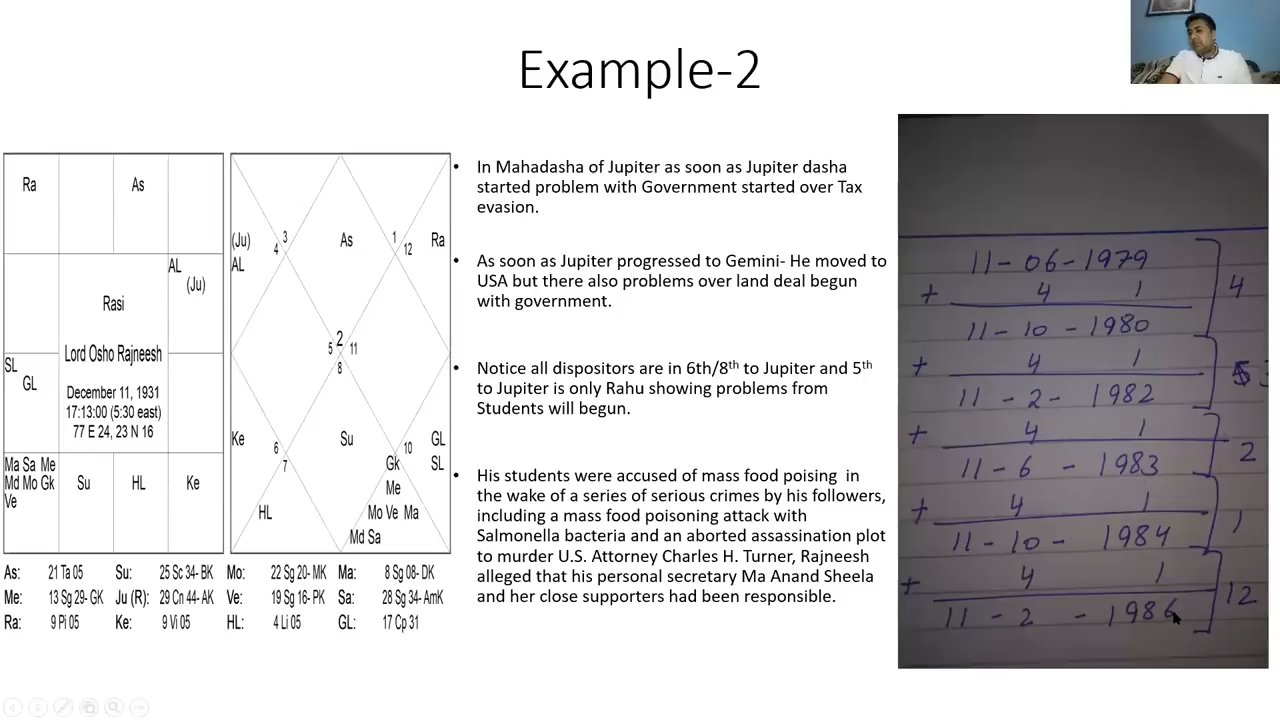 Example-2
Ra
As
AL
(Ju)
Rasi
Lord Osho Rajneesh
December 11, 1931
17:13:00 (5:30 east)
77 E 24, 23 N 16
SL
GL
Ma Sa Me
Md Mo Gk
Ve
Su
HL
Ke
(Ju)
AL
4
3
As
1
12
Ra
2
5
11
8
Ke
6
7
Su
10
GL
SL
Gk
Me
HL
Mo Ve Ma
Md Sa
As: 21 Ta 05 Su: 25 Sc 34- BK Mo: 22 Sg 20- MK Ma: 8 Sg 08- DK
Me: 13 Sg 29- GK Ju (R): 29 Cn 44- AK Ve: 19 Sg 16- PK Sa: 28 Sg 34- AmK
Ra: 9 Pi 05 Ke: 9 Vi 05 HL: 4 Li 05 GL: 17 Cp 31
• In Mahadasha of Jupiter as soon as Jupiter dasha
started problem with Government started over Tax
evasion.
• As soon as Jupiter progressed to Gemini- He moved to
USA but there also problems over land deal begun
with government.
• Notice all dispositors are in 6th/8th to Jupiter and 5th
to Jupiter is only Rahu showing problems from
Students will begun.
• His students were accused of mass food poising in
the wake of a series of serious crimes by his followers,
including a mass food poisoning attack with
Salmonella bacteria and an aborted assassination plot
to murder U.S. Attorney Charles H. Turner, Rajneesh
alleged that his personal secretary Ma Anand Sheela
and her close supporters had been responsible.
11-06-1979
+ 4 1
4
11-10-1980
+ 4 1
3
11-2-1982
+ 4 1
2
11-6-1983
+ 4 1
1
11-10-1984
+ 4 1
12
11-2-1986